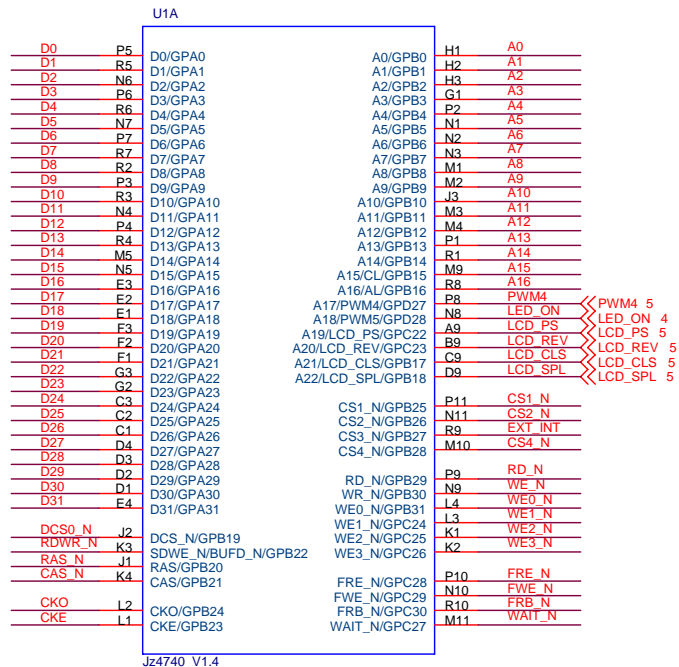 U1A
D0 P5 D0/GPA0 A0/GPB0 H1 A0
D1 R5 D1/GPA1 A1/GPB1 H2 A1
D2 N6 D2/GPA2 A2/GPB2 H3 A2
D3 P6 D3/GPA3 A3/GPB3 G1 A3
D4 R6 D4/GPA4 A4/GPB4 P2 A4
D5 N7 D5/GPA5 A5/GPB5 N1 A5
D6 P7 D6/GPA6 A6/GPB6 N2 A6
D7 R7 D7/GPA7 A7/GPB7 N3 A7
D8 R2 D8/GPA8 A8/GPB8 M1 A8
D9 P3 D9/GPA9 A9/GPB9 M2 A9
D10 R3 D10/GPA10 A10/GPB10 J3 A10
D11 N4 D11/GPA11 A11/GPB11 M3 A11
D12 P4 D12/GPA12 A12/GPB12 M4 A12
D13 R4 D13/GPA13 A13/GPB13 P1 A13
D14 M5 D14/GPA14 A14/GPB14 R1 A14
D15 N5 D15/GPA15 A15/CL/GPB15 M9 A15
D16 E3 D16/GPA16 A16/AL/GPB16 R8 A16
D17 E2 D17/GPA17 A17/PWM4/GPD27 P8 PWM4 PWM4 5
D18 E1 D18/GPA18 A18/PWM5/GPD28 N8 LED_ON LED_ON 4
D19 F3 D19/GPA19 A19/LCD_PS/GPC22 A9 LCD_PS LCD_PS 5
D20 F2 D20/GPA20 A20/LCD_REV/GPC23 B9 LCD_REV LCD_REV 5
D21 F1 D21/GPA21 A21/LCD_CLS/GPB17 C9 LCD_CLS LCD_CLS 5
D22 G3 D22/GPA22 A22/LCD_SPL/GPB18 D9 LCD_SPL LCD_SPL 5
D23 G2 D23/GPA23
D24 C3 D24/GPA24 CS1_N/GPB25 P11 CS1_N
D25 C2 D25/GPA25 CS2_N/GPB26 N11 CS2_N
D26 C1 D26/GPA26 CS3_N/GPB27 R9 EXT_INT
D27 D4 D27/GPA27 CS4_N/GPB28 M10 CS4_N
D28 D3 D28/GPA28
D29 D2 D29/GPA29 RD_N/GPB29 P9 RD_N
D30 D1 D30/GPA30 WR_N/GPB30 N9 WE_N
D31 E4 D31/GPA31 WE0_N/GPB31 L4 WE0_N
WE1_N/GPC24 L3 WE1_N
DCS0_N J2 DCS_N/GPB19 WE2_N/GPC25 K1 WE2_N
RDWR_N K3 SDWE_N/BUFD_N/GPB22 WE3_N/GPC26 K2 WE3_N
RAS_N J1 RAS/GPB20
CAS_N K4 CAS/GPB21 FRE_N/GPC28 P10 FRE_N
FWE_N/GPC29 N10 FWE_N
CKO L2 CKO/GPB24 FRB_N/GPC30 R10 FRB_N
CKE L1 CKE/GPB23 WAIT_N/GPC27 M11 WAIT_N
Jz4740 V1.4